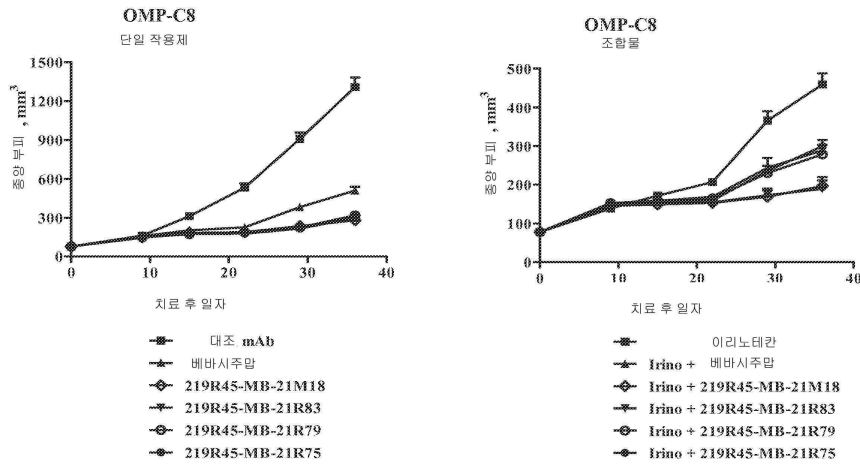 OMP-C8
단일 작용제
종양 부피 , mm³
1500
1200
900
600
300
0
0
10
20
30
40
치료 후 일자
대조 mAb
베바시주맙
219R45-MB-21M18
219R45-MB-21R83
219R45-MB-21R79
219R45-MB-21R75
OMP-C8
조합물
종양 부피 , mm³
500
400
300
200
100
0
0
10
20
30
40
치료 후 일자
이리노테칸
Irino + 베바시주맙
Irino + 219R45-MB-21M18
Irino + 219R45-MB-21R83
Irino + 219R45-MB-21R79
Irino + 219R45-MB-21R75